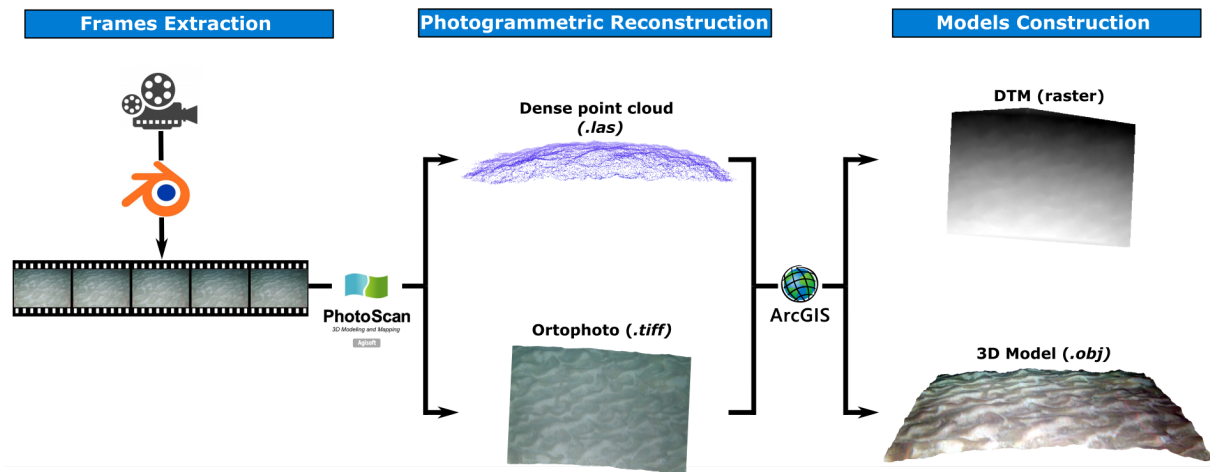 Frames Extraction
Photogrammetric Reconstruction
Models Construction
Dense point cloud
(.las)
DTM (raster)
PhotoScan
3D Modeling and Mapping
Agisoft
Ortophoto (.tiff)
ArcGIS
3D Model (.obj)